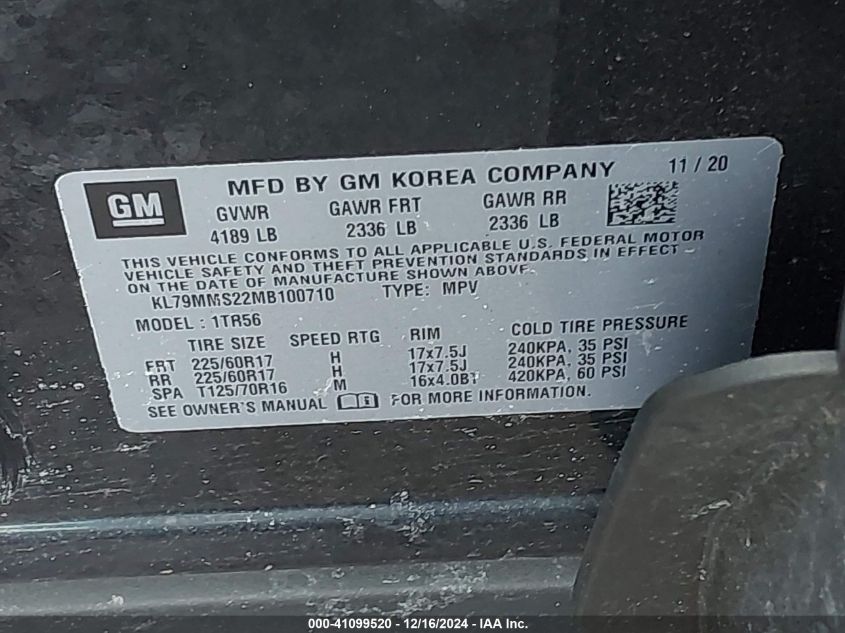 GM
MFD BY GM KOREA COMPANY 11 / 20
GVWR GAWR FRT GAWR RR
4189 LB 2336 LB 2336 LB
THIS VEHICLE CONFORMS TO ALL APPLICABLE U.S. FEDERAL MOTOR
VEHICLE SAFETY AND THEFT PREVENTION STANDARDS IN EFFECT
ON THE DATE OF MANUFACTURE SHOWN ABOVE.
KL79MMS22MB100710 TYPE: MPV
MODEL : 1TR56
TIRE SIZE SPEED RTG RIM COLD TIRE PRESSURE
FRT 225/60R17 H 17x7.5J 240KPA, 35 PSI
RR 225/60R17 H 17x7.5J 240KPA, 35 PSI
SPA T125/70R16 M 16x4.0BT 420KPA, 60 PSI
SEE OWNER'S MANUAL FOR MORE INFORMATION.
000-41099520 - 12/16/2024 - IAA Inc.